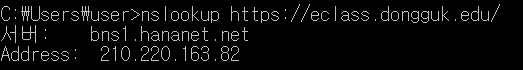 C:₩Users₩user>nslookup https://eclass.dongguk.edu/
서버:    bns1.hananet.net
Address:  210.220.163.82